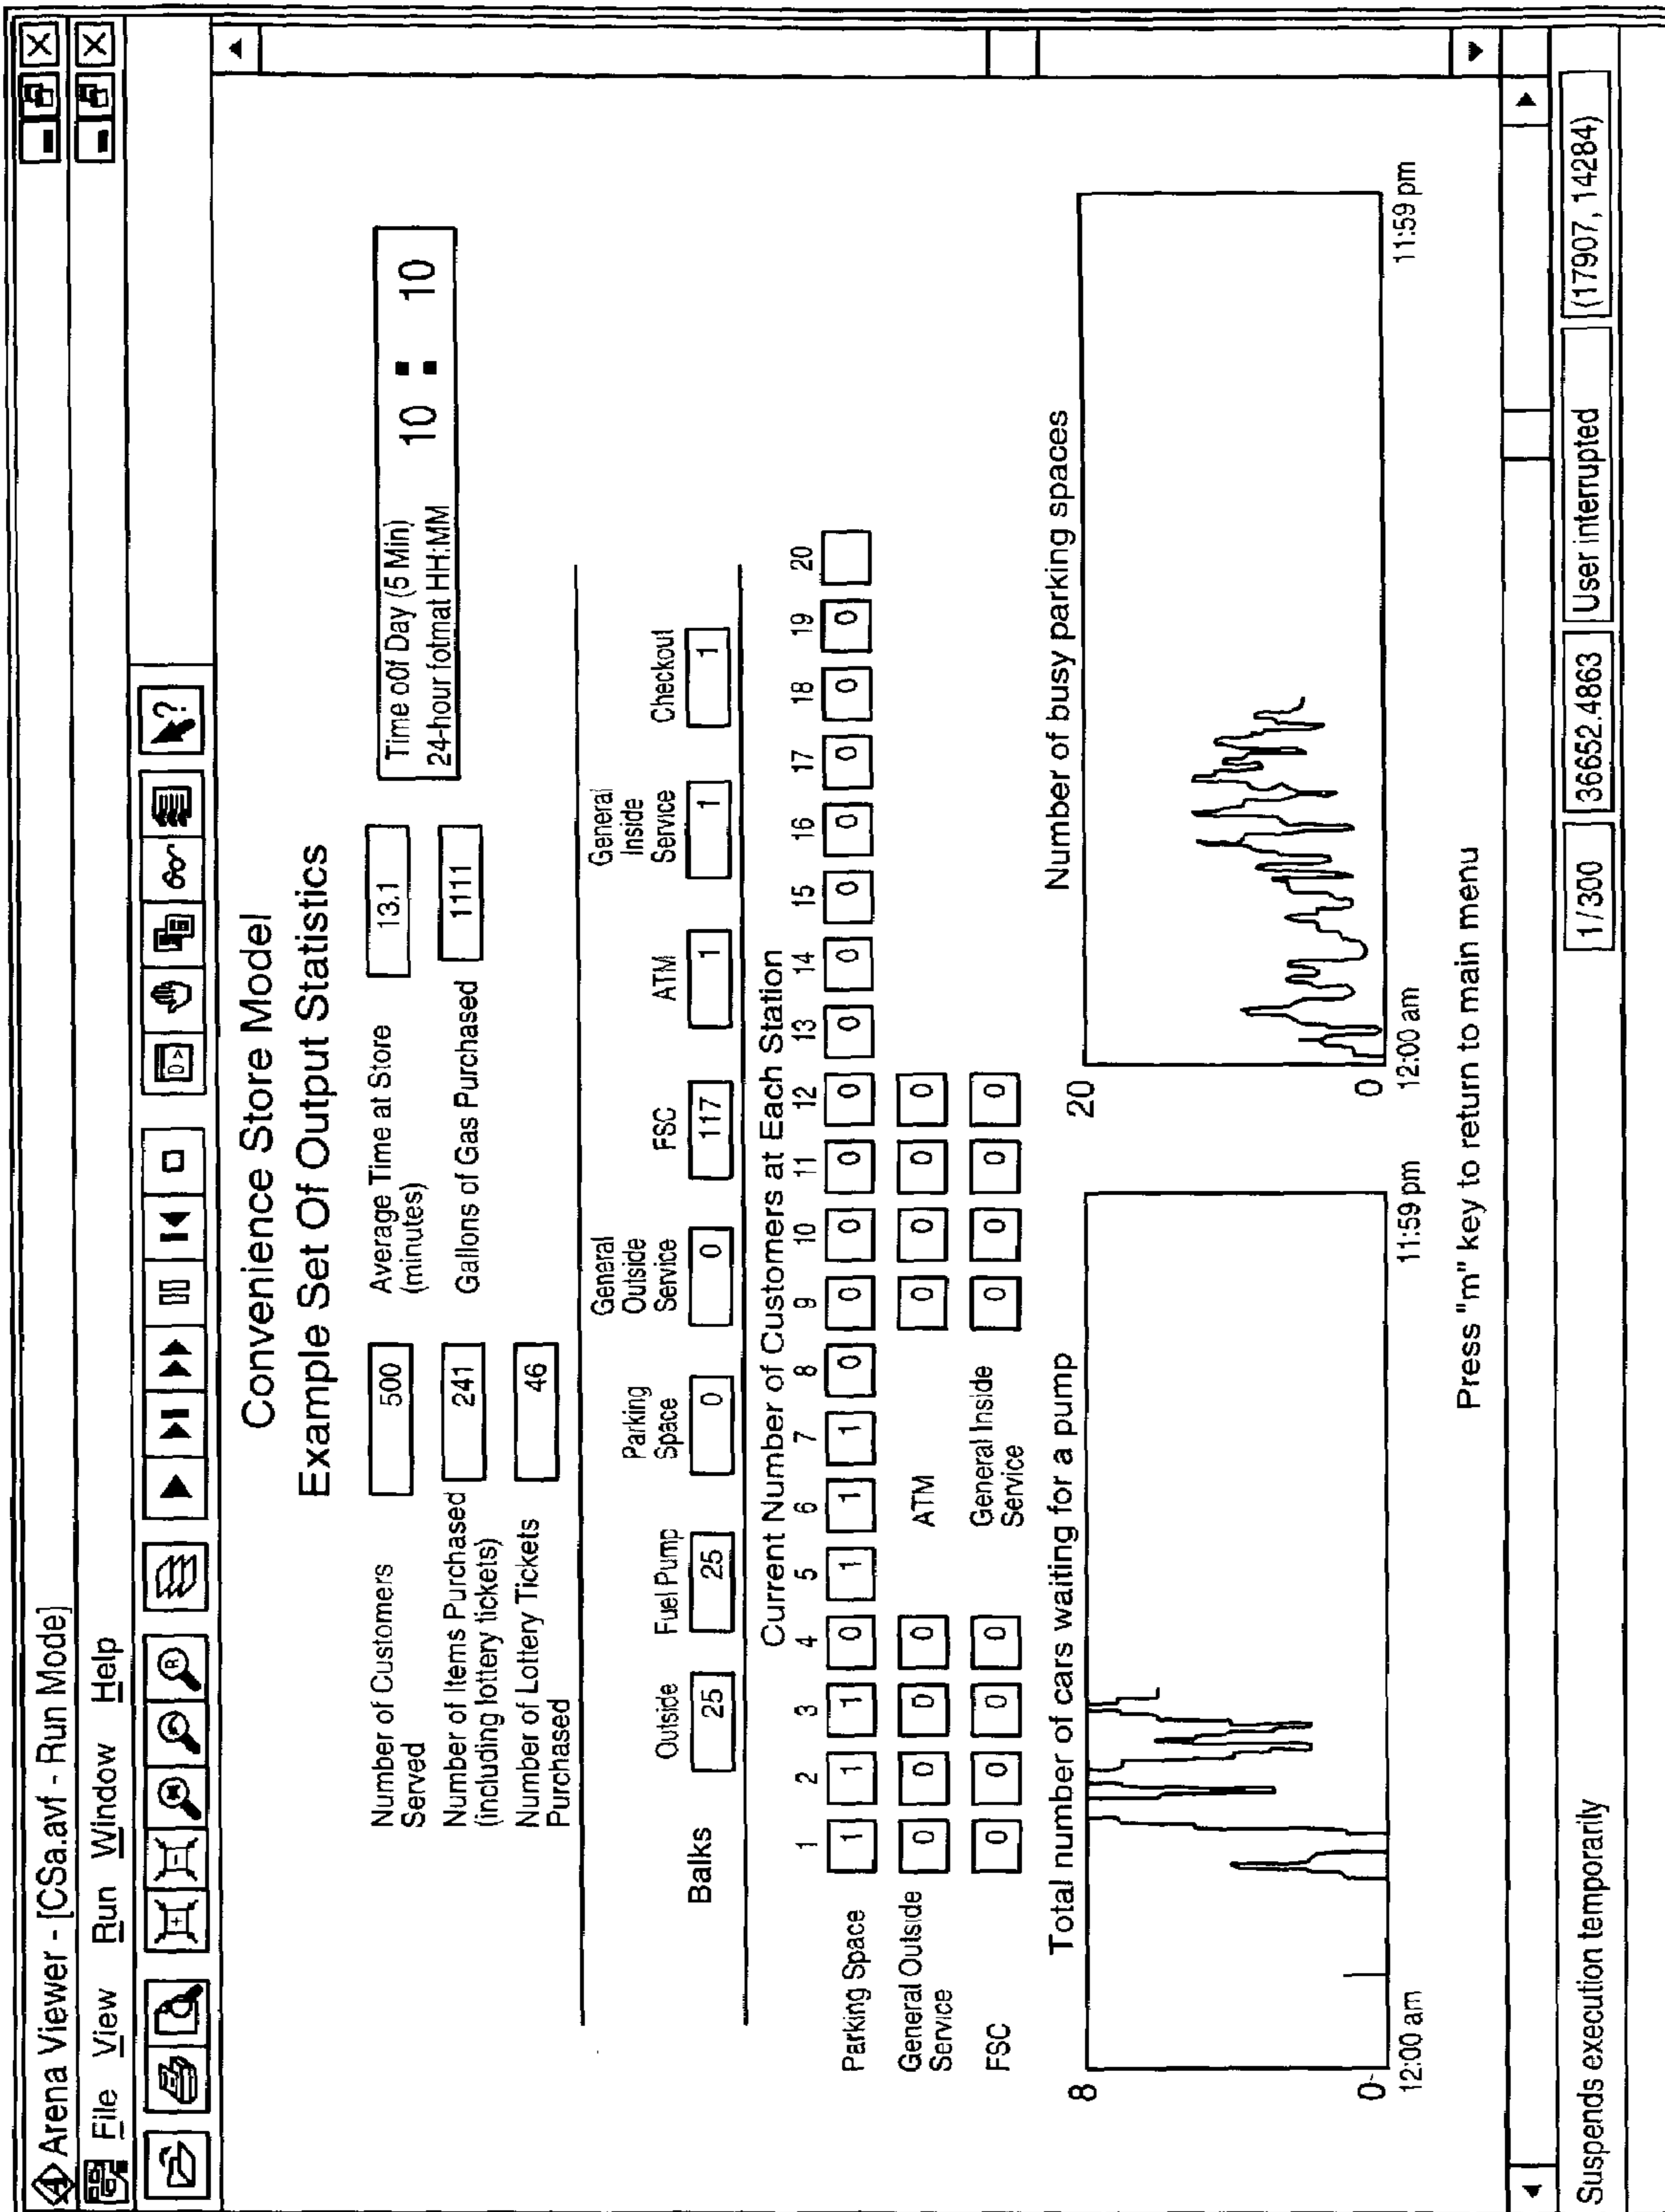 Arena Viewer - [CSa.avf - Run Mode]
File View Run Window Help
Convenience Store Model
Example Set Of Output Statistics
Number of Customers
Served
500
Average Time at Store
(minutes)
13.1
Time o0f Day (5 Min)
24-hour fotmat HH:MM
10 : 10
Number of Items Purchased
(including lottery tickets)
241
Gallons of Gas Purchased
1111
Number of Lottery Tickets
Purchased
46
Balks
Outside
25
Fuel Pump
25
Parking
Space
0
General
Outside
Service
0
FSC
117
ATM
1
General
Inside
Service
1
Checkout
1
Current Number of Customers at Each Station
1 2 3 4 5 6 7 8 9 10 11 12 13 14 15 16 17 18 19 20
Parking Space 1 1 1 0 1 1 1 0 0 0 0 0 0 0 0 0 0 0 0
General Outside
Service
0 0 0 0
ATM
0 0 0 0
FSC
0 0 0 0
General Inside
Service
0 0 0 0
Total number of cars waiting for a pump
8
0
12:00 am
11:59 pm
Number of busy parking spaces
20
0
12:00 am
11:59 pm
Press "m" key to return to main menu
Suspends execution temporarily
1/300
36652.4863
User interrupted
(17907, 14284)